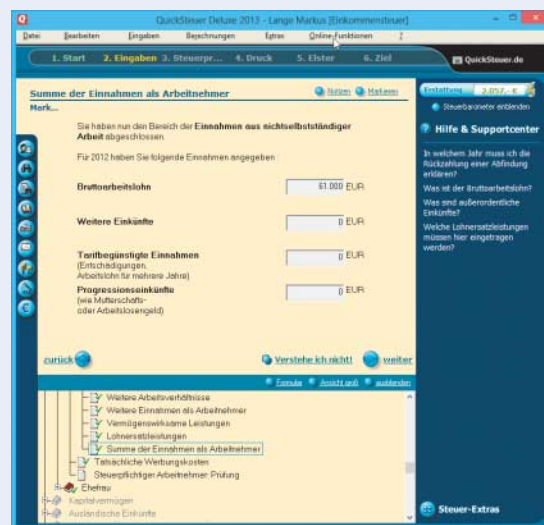 QuickSteuer Deluxe 2013 - Lange Markus [Einkommensteuer]
Datei Bearbeiten Eingaben Berechnungen Extras Online-Funktionen ?
1. Start 2. Eingaben 3. Steuerpr... 4. Druck 5. Elster 6. Ziel
QuickSteuer.de
Summe der Einnahmen als Arbeitnehmer
Notizen Markieren
Merk...
Sie haben nun den Bereich der Einnahmen aus nichtselbstständiger
Arbeit abgeschlossen.
Für 2012 haben Sie folgende Einnahmen angegeben
Bruttoarbeitslohn 61.000 EUR
Weitere Einkünfte 0 EUR
Tarifbegünstigte Einnahmen 0 EUR
(Entschädigungen,
Arbeitslohn für mehrere Jahre)
Progressionseinkünfte 0 EUR
(wie Mutterschafts-
oder Arbeitslosengeld)
zurück Verstehe ich nicht! weiter
Formular Ansicht groß ausblenden
Weitere Arbeitsverhältnisse
Weitere Einnahmen als Arbeitnehmer
Vermögenswirksame Leistungen
Lohnersatzleistungen
Summe der Einnahmen als Arbeitnehmer
Tatsächliche Werbungskosten
Steuerpflichtiger Arbeitnehmer: Prüfung
Ehefrau
Kapitalvermögen
Ausländische Einkünfte
Erstattung 2.057,- €
Steuerbarometer einblenden
Hilfe & Supportcenter
In welchem Jahr muss ich die
Rückzahlung einer Abfindung
erklären?
Was ist der Bruttoarbeitslohn?
Was sind außerordentliche
Einkünfte?
Welche Lohnersatzleistungen
müssen hier eingetragen
werden?
Steuer-Extras